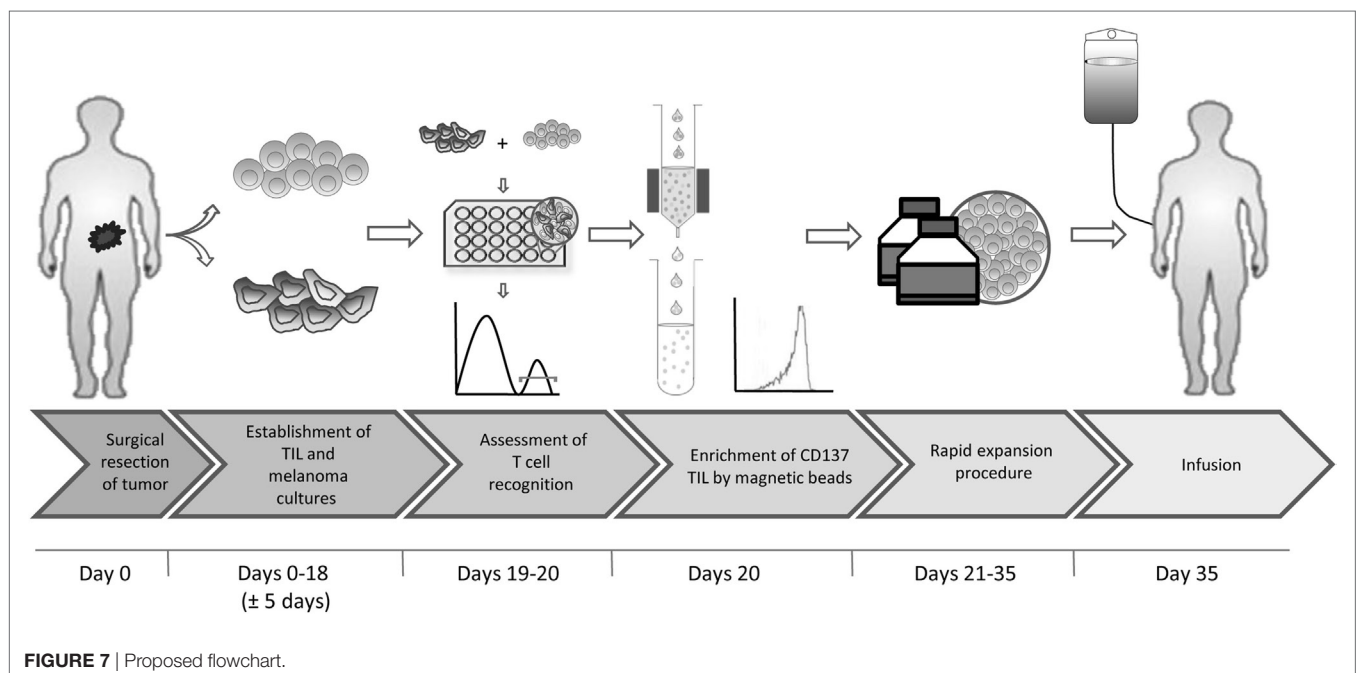 +
Surgical
resection
of tumor
Establishment of
TIL and
melanoma
cultures
Assessment of
T cell
recognition
Enrichment of CD137
TIL by magnetic beads
Rapid expansion
procedure
Infusion
Day 0
Days 0-18
(± 5 days)
Days 19-20
Days 20
Days 21-35
Day 35
FIGURE 7 | Proposed flowchart.